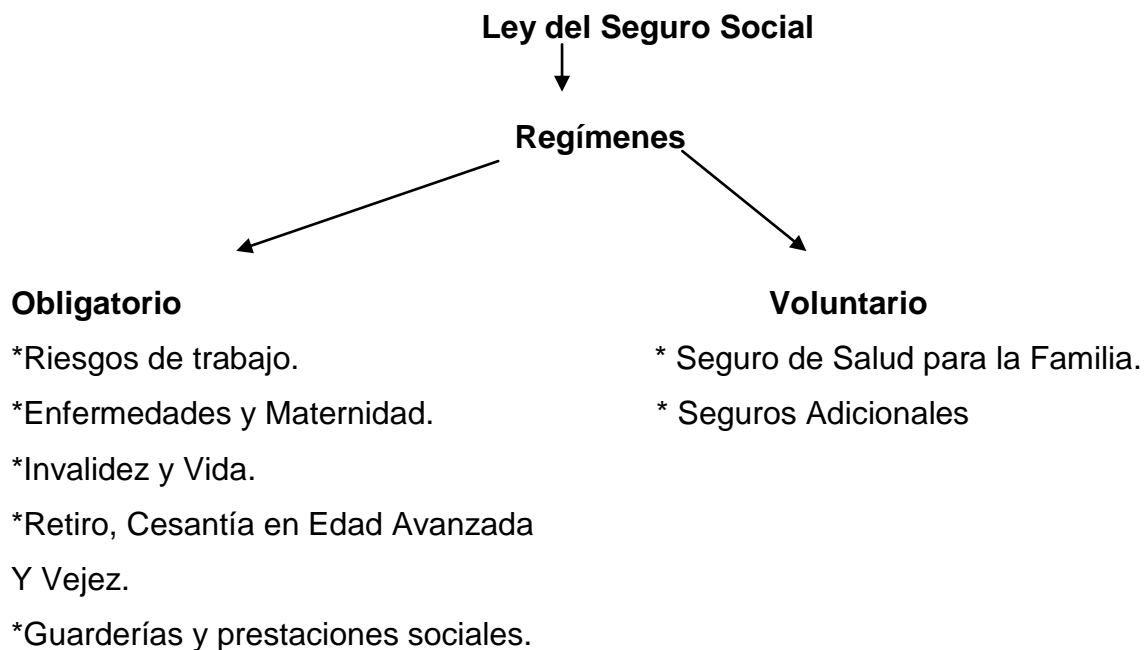 Ley del Seguro Social
Regímenes
Obligatorio
*Riesgos de trabajo.
*Enfermedades y Maternidad.
*Invalidez y Vida.
*Retiro, Cesantía en Edad Avanzada
Y Vejez.
*Guarderías y prestaciones sociales.
Voluntario
* Seguro de Salud para la Familia.
* Seguros Adicionales